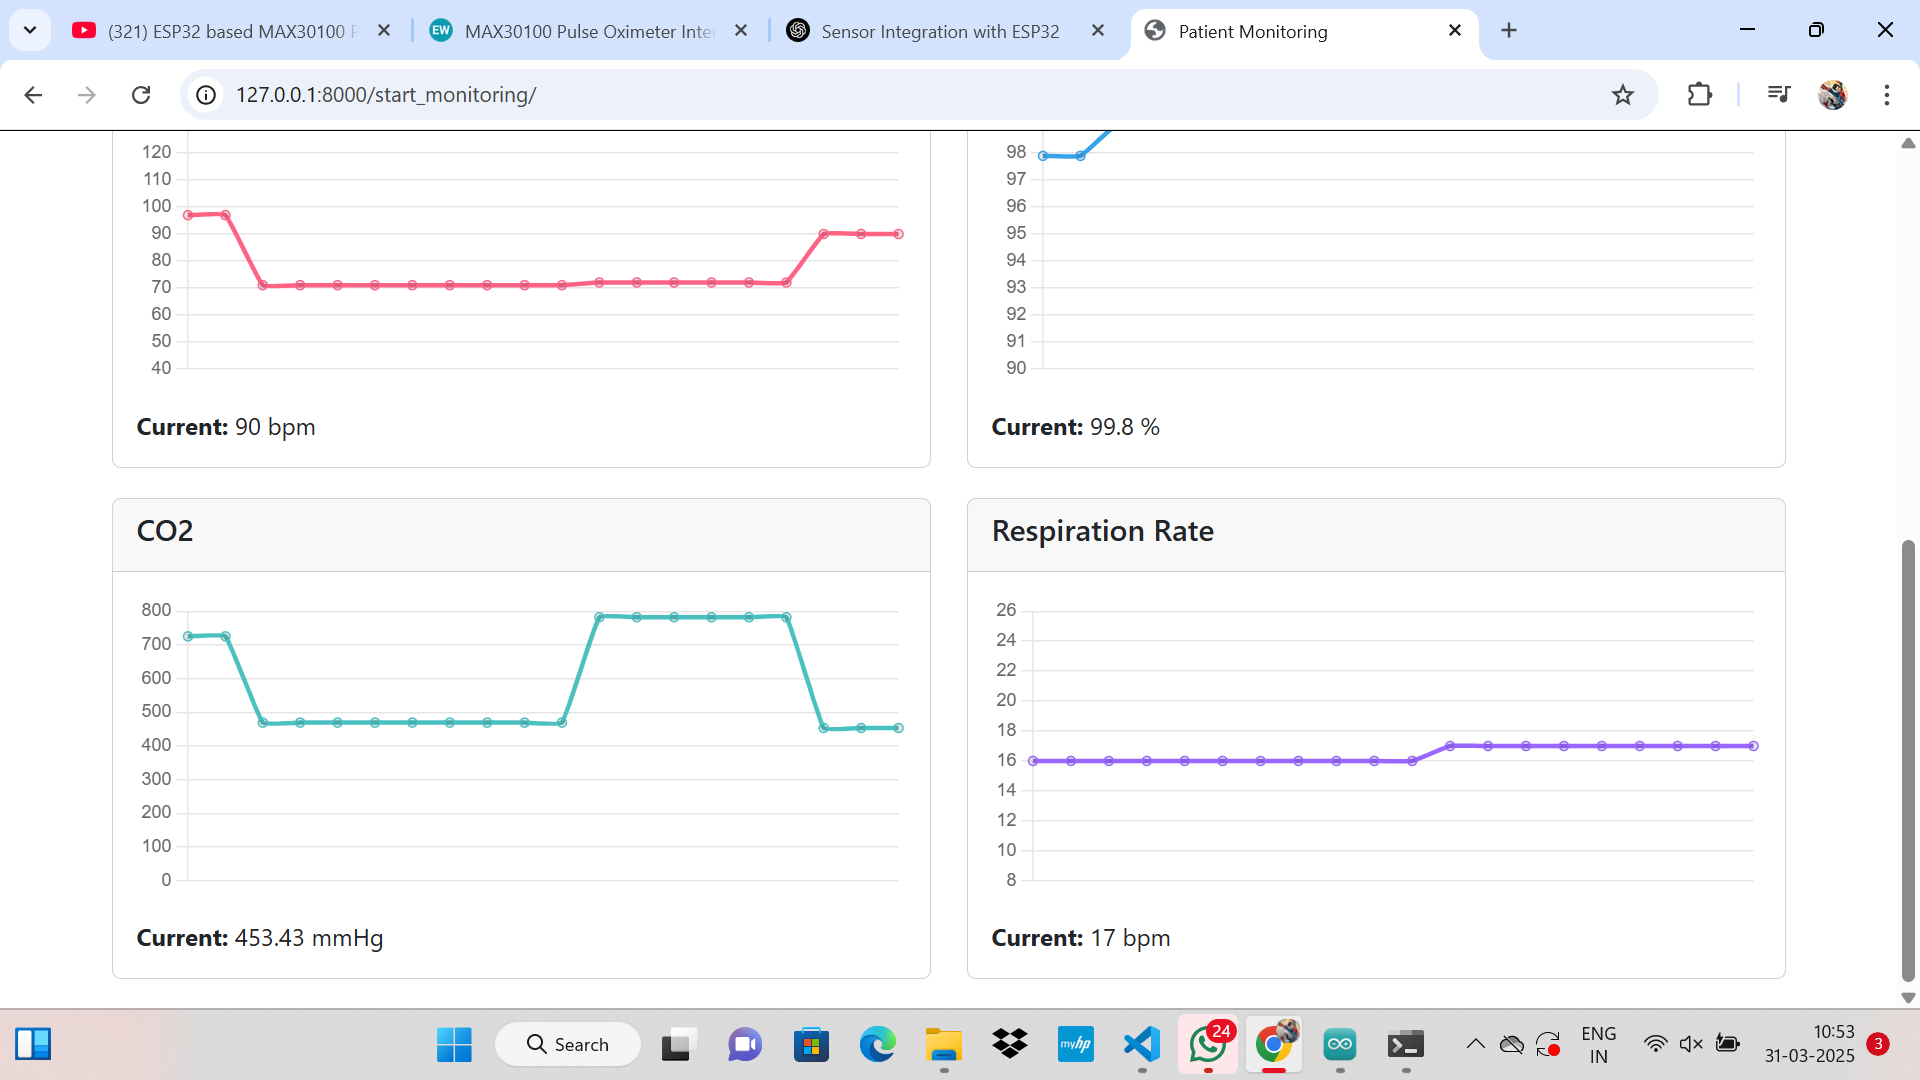 (321) ESP32 based MAX30100 P
EW
MAX30100 Pulse Oximeter Inte
Sensor Integration with ESP32
Patient Monitoring
127.0.0.1:8000/start_monitoring/
120
110
100
90
80
70
60
50
40
Current: 90 bpm
98
97
96
95
94
93
92
91
90
Current: 99.8 %
CO2
800
700
600
500
400
300
200
100
0
Current: 453.43 mmHg
Respiration Rate
26
24
22
20
18
16
14
12
10
8
Current: 17 bpm
Search
myhp
24
ENG
IN
10:53
31-03-2025
3